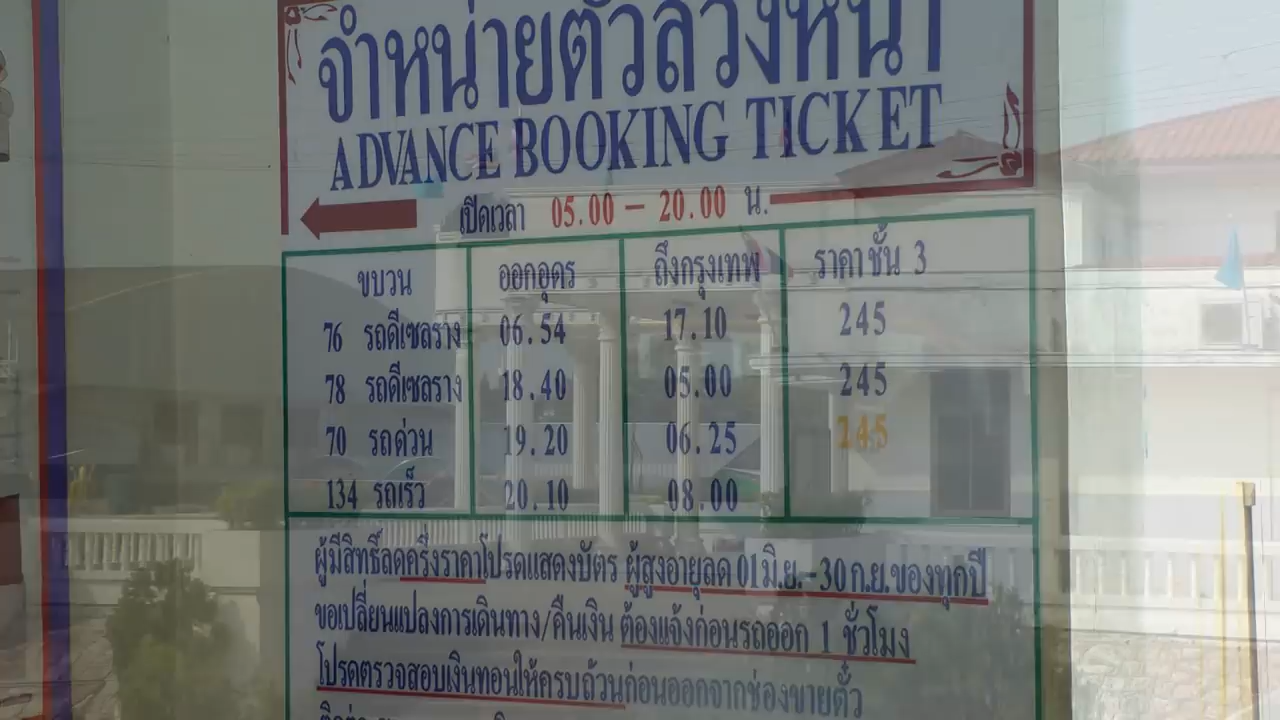 จำหน่ายตั๋วล่วงหน้า
ADVANCE BOOKING TICKET
เปิดเวลา 05.00 – 20.00 น.
ขบวน ออกอุดร ถึงกรุงเทพ ราคาชั้น 3
76 รถดีเซลราง 06.54 17.10 245
78 รถดีเซลราง 18.40 05.00 245
70 รถด่วน 19.20 06.25 245
134 รถเร็ว 20.10 08.00
ผู้มีสิทธิ์ลดครึ่งราคาโปรดแสดงบัตร ผู้สูงอายุลด 01 มิ.ย.-30 ก.ย. ของทุกปี
ขอเปลี่ยนแปลงการเดินทาง/คืนเงิน ต้องแจ้งก่อนรถออก 1 ชั่วโมง
โปรดตรวจสอบเงินทอนให้ครบถ้วนก่อนออกจากช่องขายตั๋ว